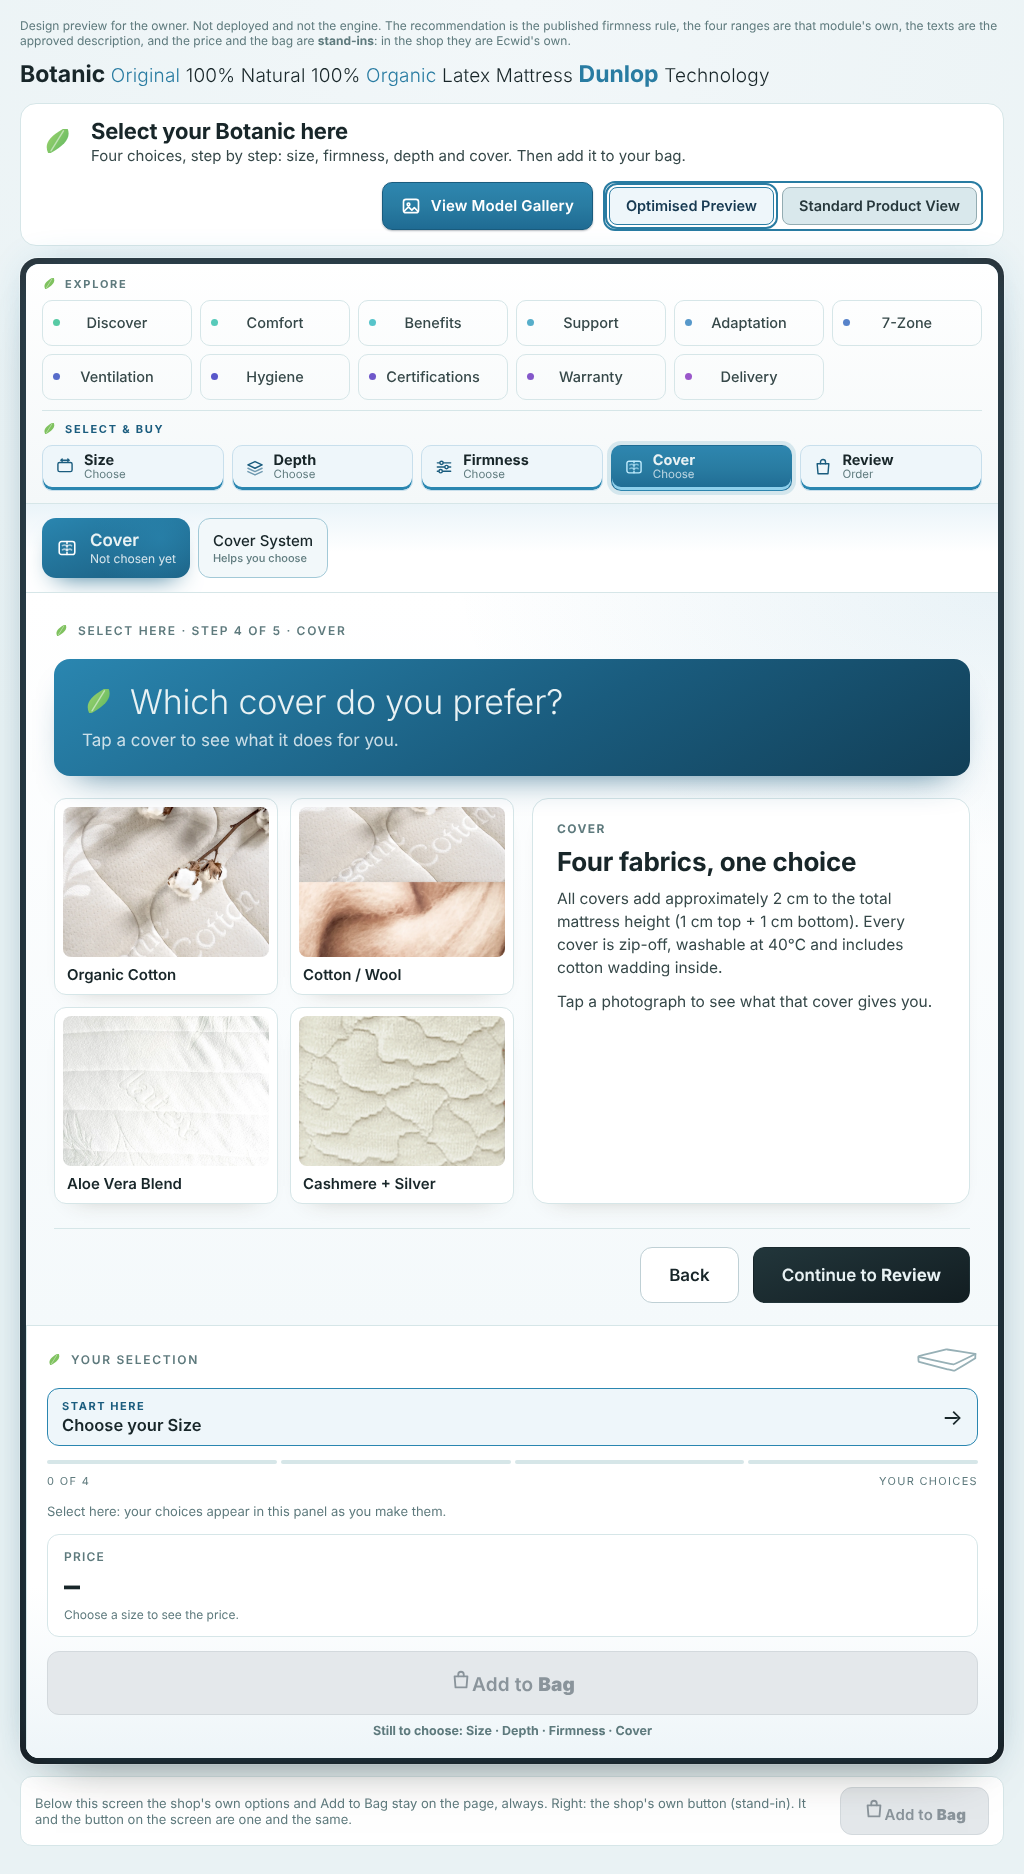 Design preview for the owner. Not deployed and not the engine. The recommendation is the published firmness rule, the four ranges are that module's own, the texts are the
approved description, and the price and the bag are stand-ins: in the shop they are Ecwid's own.
Botanic Original 100% Natural 100% Organic Latex Mattress Dunlop Technology
Select your Botanic here
Four choices, step by step: size, firmness, depth and cover. Then add it to your bag.
View Model Gallery
Optimised Preview
Standard Product View
EXPLORE
Discover
Comfort
Benefits
Support
Adaptation
7-Zone
Ventilation
Hygiene
Certifications
Warranty
Delivery
SELECT & BUY
Size
Choose
Depth
Choose
Firmness
Choose
Cover
Choose
Review
Order
Cover
Not chosen yet
Cover System
Helps you choose
SELECT HERE · STEP 4 OF 5 · COVER
Which cover do you prefer?
Tap a cover to see what it does for you.
Cotton
Organic Cotton
Cotton
Cotton / Wool
Aloe Vera Blend
Cashmere + Silver
COVER
Four fabrics, one choice
All covers add approximately 2 cm to the total
mattress height (1 cm top + 1 cm bottom). Every
cover is zip-off, washable at 40°C and includes
cotton wadding inside.
Tap a photograph to see what that cover gives you.
Back
Continue to Review
YOUR SELECTION
START HERE
Choose your Size
0 OF 4
YOUR CHOICES
Select here: your choices appear in this panel as you make them.
PRICE
–
Choose a size to see the price.
Add to Bag
Still to choose: Size · Depth · Firmness · Cover
Below this screen the shop's own options and Add to Bag stay on the page, always. Right: the shop's own button (stand-in). It
and the button on the screen are one and the same.
Add to Bag